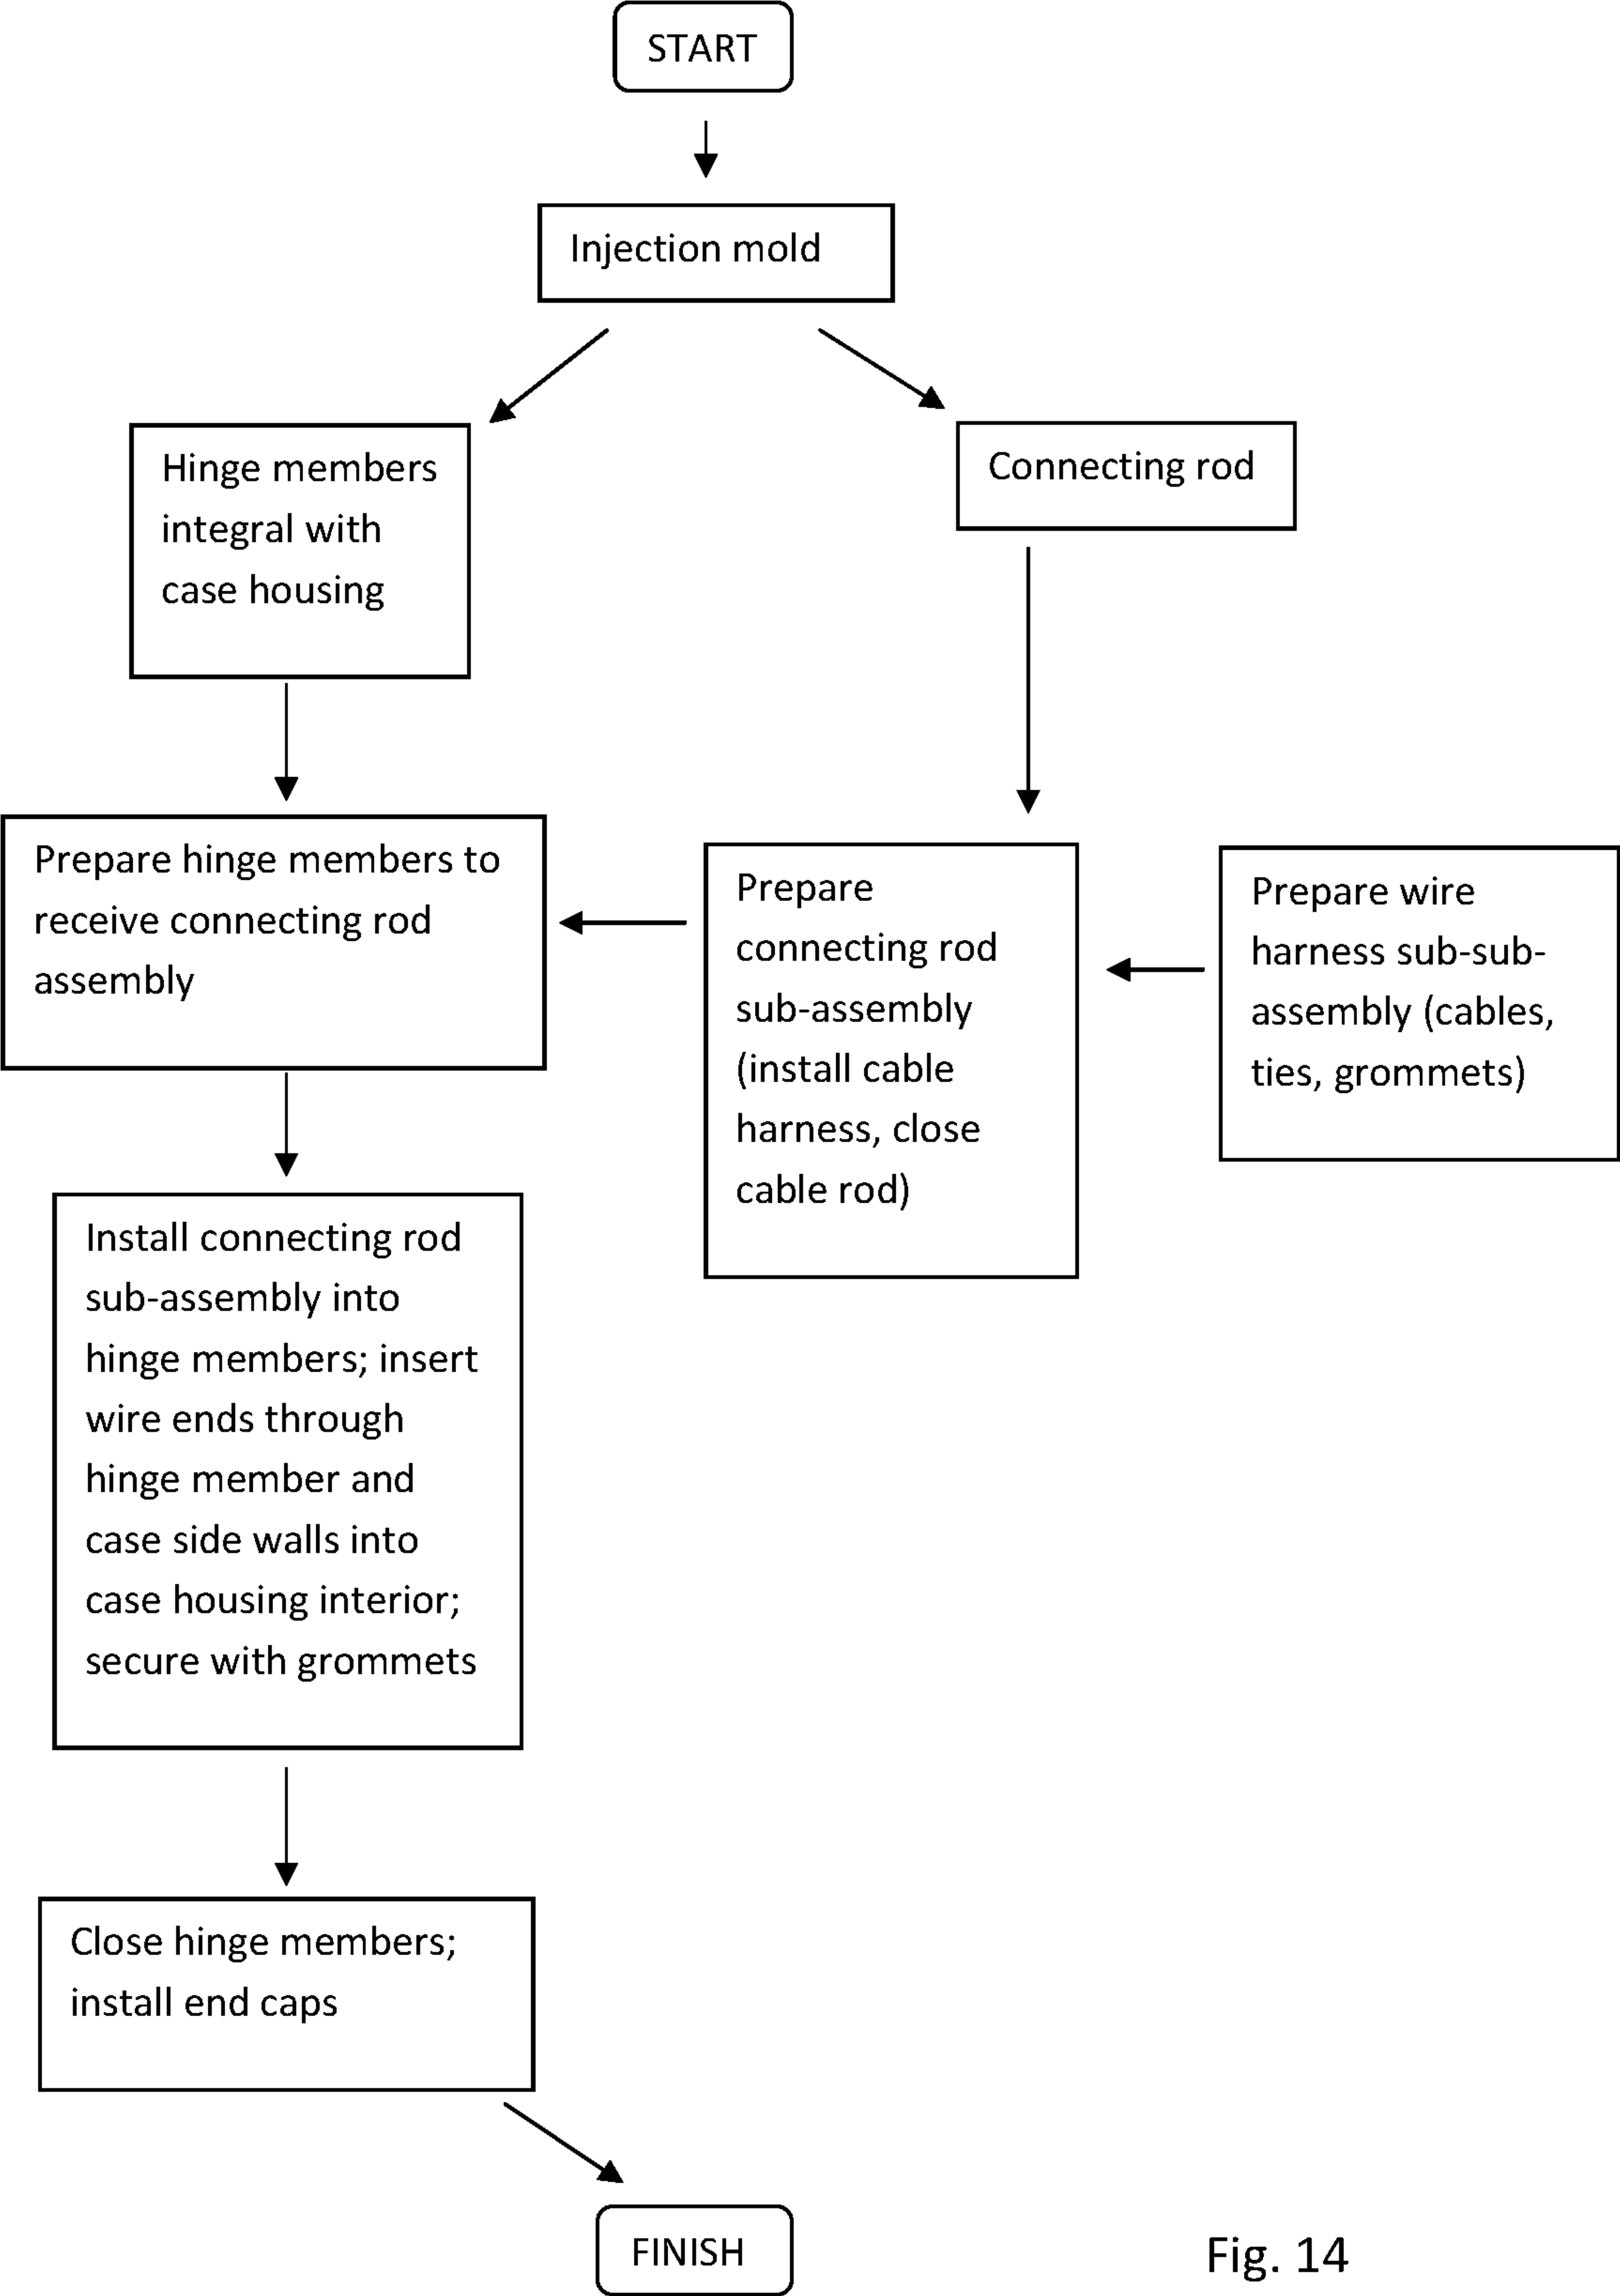 START
Injection mold
Hinge members
integral with
case housing
Connecting rod
Prepare hinge members to
receive connecting rod
assembly
Prepare
connecting rod
sub-assembly
(install cable
harness, close
cable rod)
Prepare wire
harness sub-sub-
assembly (cables,
ties, grommets)
Install connecting rod
sub-assembly into
hinge members; insert
wire ends through
hinge member and
case side walls into
case housing interior;
secure with grommets
Close hinge members;
install end caps
FINISH
Fig. 14